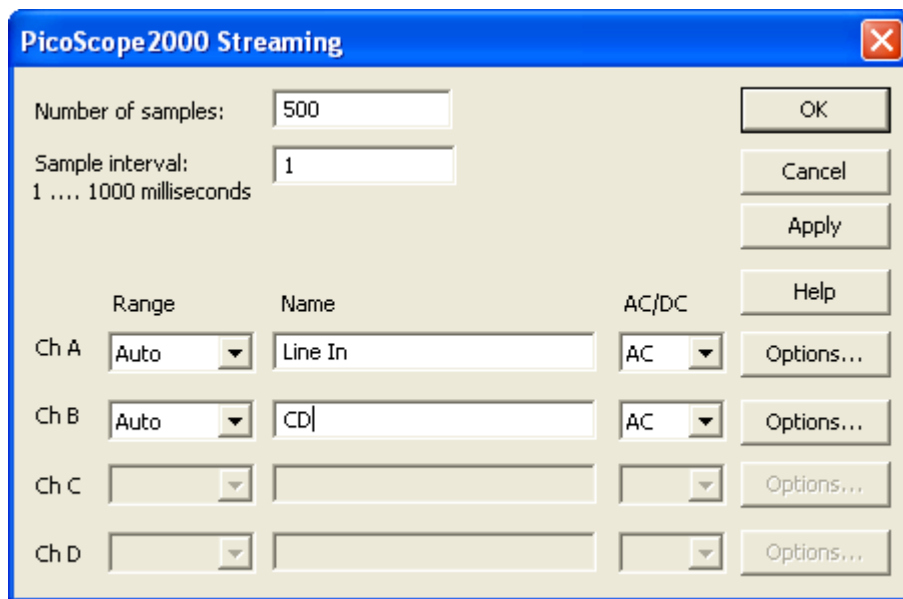 PicoScope2000 Streaming
Number of samples: 500
OK
Sample interval: 1
1 .... 1000 milliseconds
Cancel
Apply
Help
Range Name AC/DC
Ch A Auto Line In AC Options...
Ch B Auto CD AC Options...
Ch C Options...
Ch D Options...